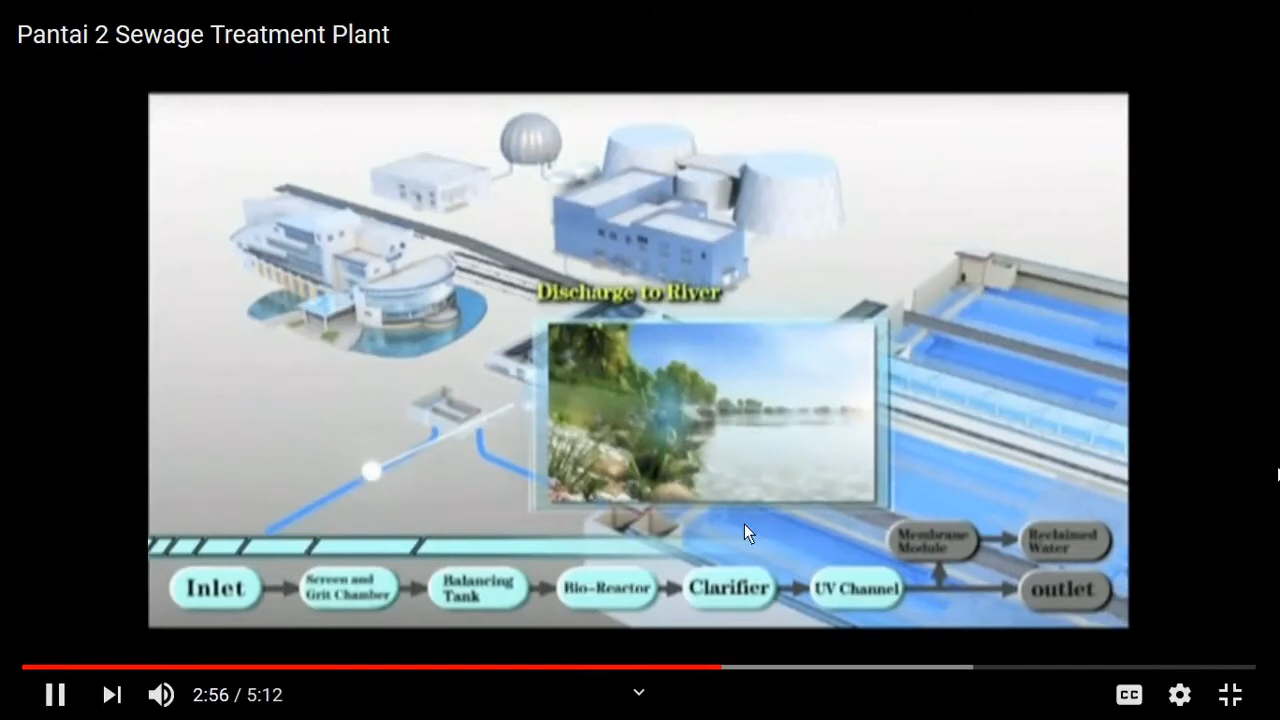 Pantai 2 Sewage Treatment Plant
Discharge to River
Membrane
Module
Reclaimed
Water
Inlet
Screen and
Grit Chamber
Balancing
Tank
Bio-Reactor
Clarifier
UV Channel
outlet
2:56 / 5:12
CC